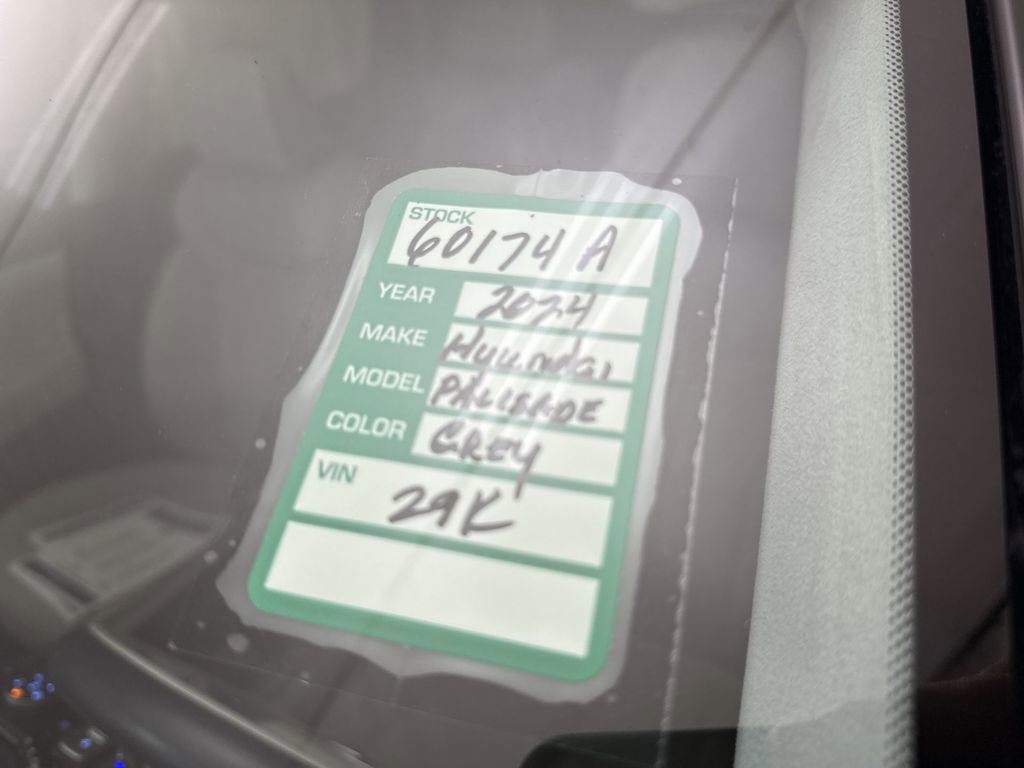 STOCK
60174 A
YEAR 2024
MAKE Hyundai
MODEL PALISADE
COLOR GREY
VIN
29K